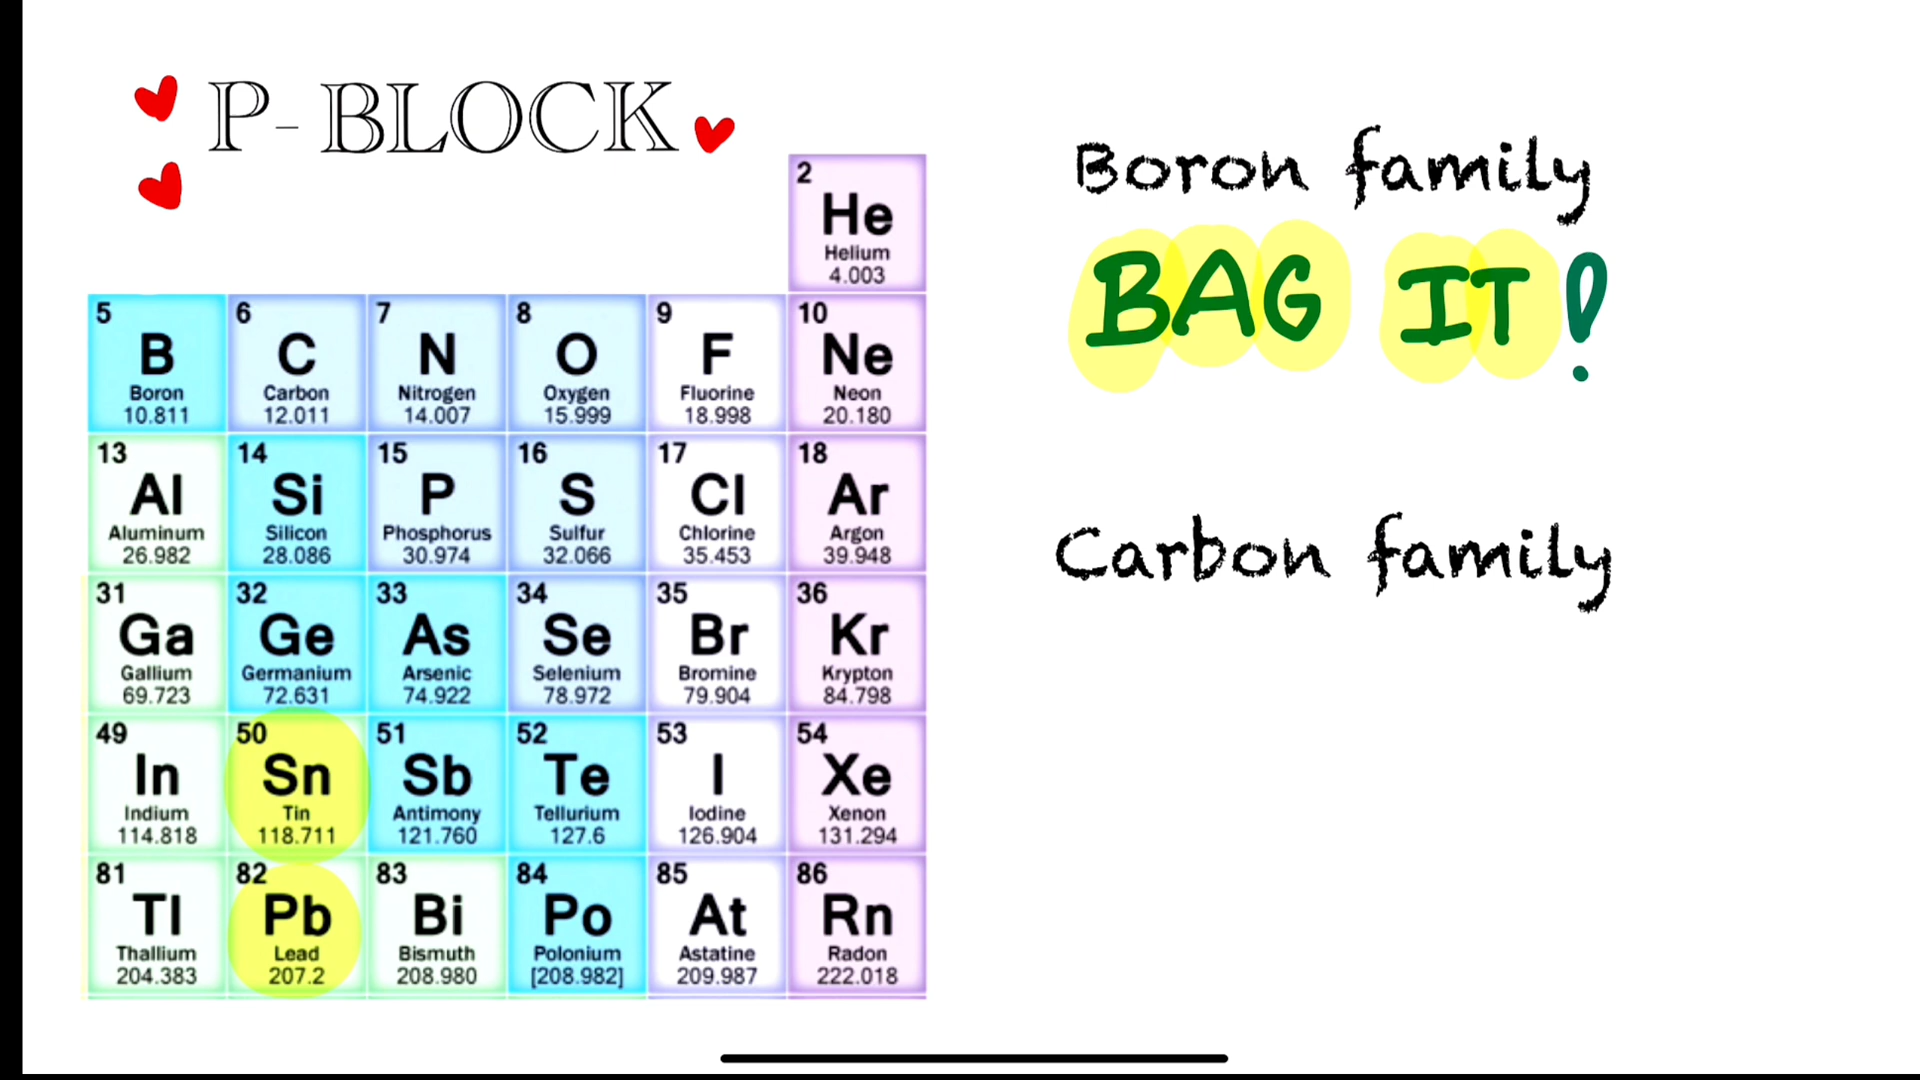 P-BLOCK
2
He
Helium
4.003
5 6 7 8 9 10
B C N O F Ne
Boron Carbon Nitrogen Oxygen Fluorine Neon
10.811 12.011 14.007 15.999 18.998 20.180
13 14 15 16 17 18
Al Si P S Cl Ar
Aluminum Silicon Phosphorus Sulfur Chlorine Argon
26.982 28.086 30.974 32.066 35.453 39.948
31 32 33 34 35 36
Ga Ge As Se Br Kr
Gallium Germanium Arsenic Selenium Bromine Krypton
69.723 72.631 74.922 78.972 79.904 84.798
49 50 51 52 53 54
In Sn Sb Te I Xe
Indium Tin Antimony Tellurium Iodine Xenon
114.818 118.711 121.760 127.6 126.904 131.294
81 82 83 84 85 86
Tl Pb Bi Po At Rn
Thallium Lead Bismuth Polonium Astatine Radon
204.383 207.2 208.980 [208.982] 209.987 222.018
Boron family
BAG IT!
Carbon family